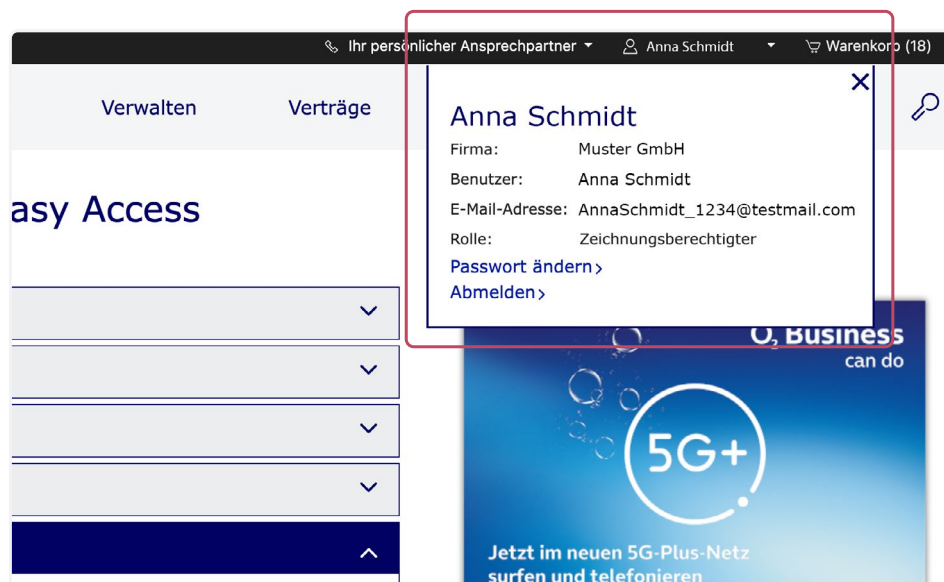 Ihr persönlicher Ansprechpartner Anna Schmidt Warenkorb (18)
Verwalten Verträge
Anna Schmidt
Firma: Muster GmbH
Benutzer: Anna Schmidt
E-Mail-Adresse: AnnaSchmidt_1234@testmail.com
Rolle: Zeichnungsberechtigter
Passwort ändern
Abmelden
asy Access
O₂ Business
can do
5G+
Jetzt im neuen 5G-Plus-Netz
surfen und telefonieren